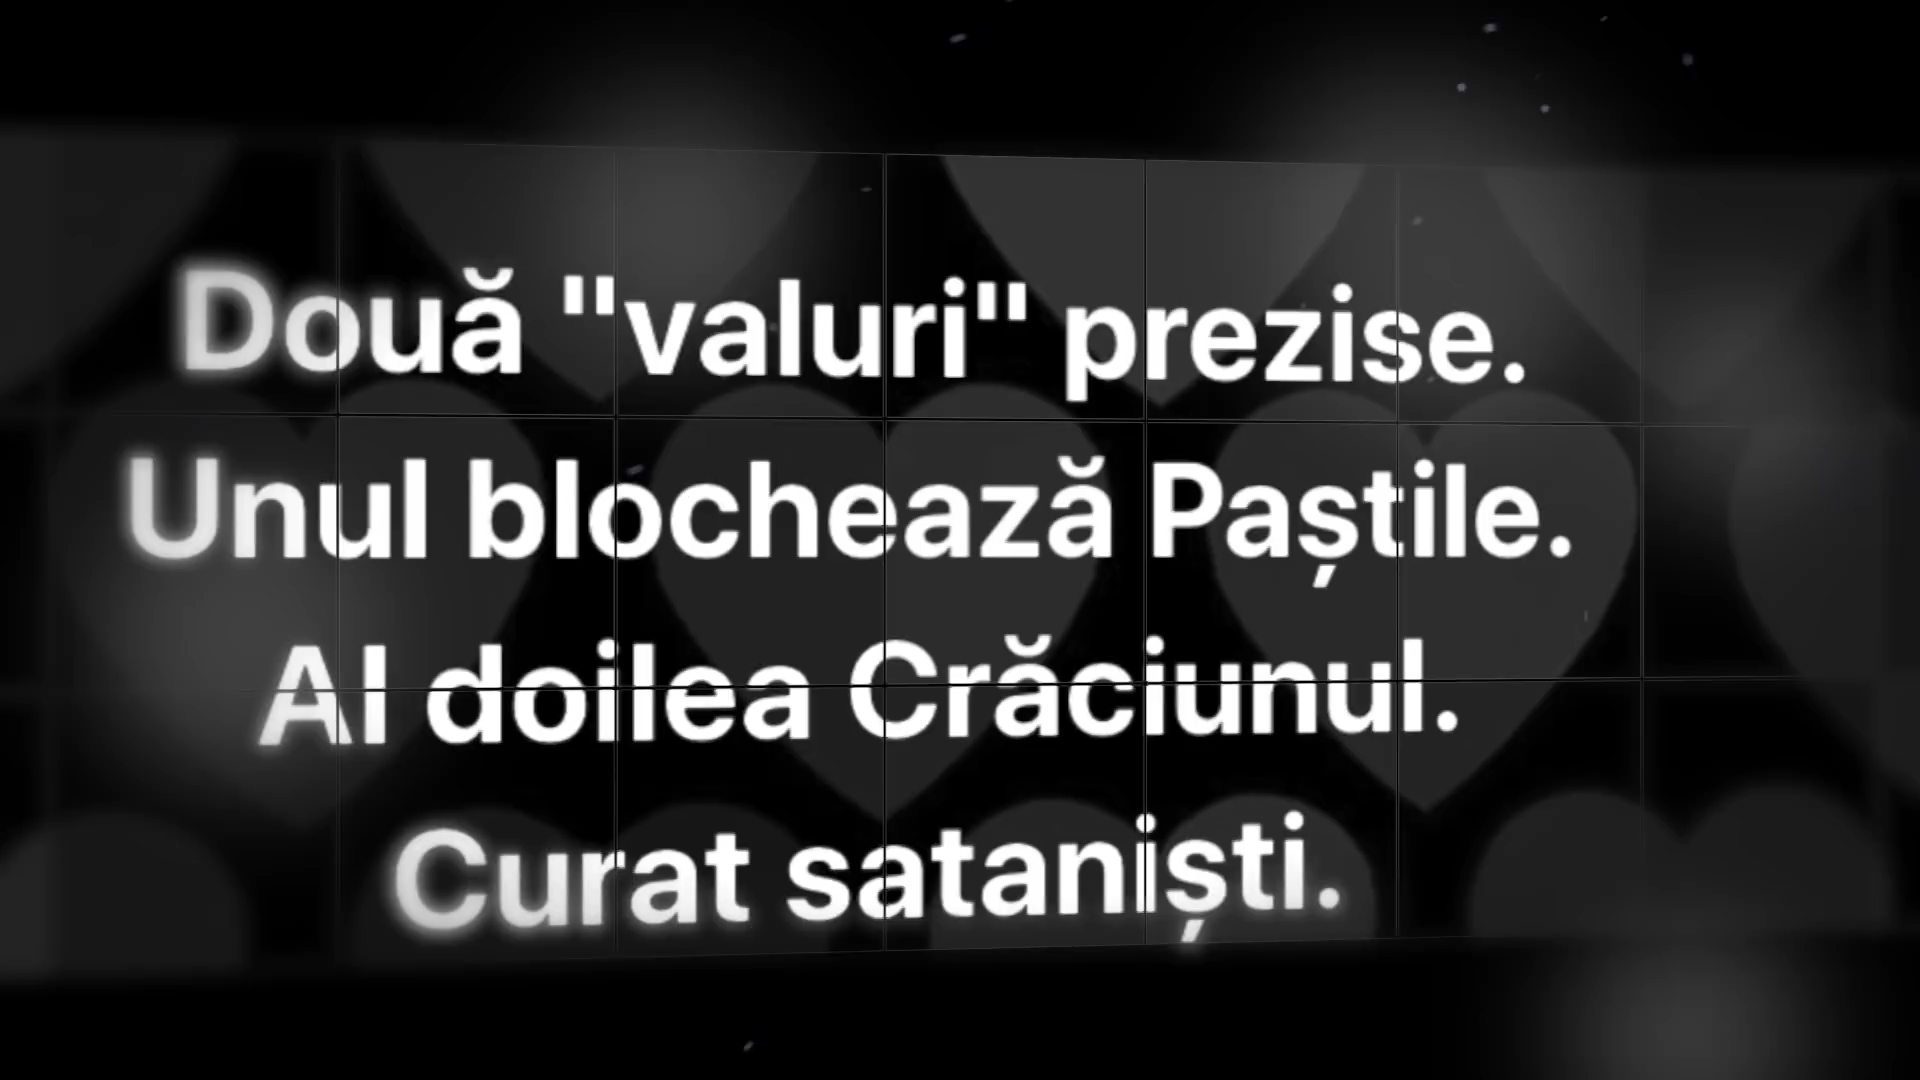 Două "valuri" prezise.
Unul blochează Paștile.
Al doilea Crăciunul.
Curat sataniști.